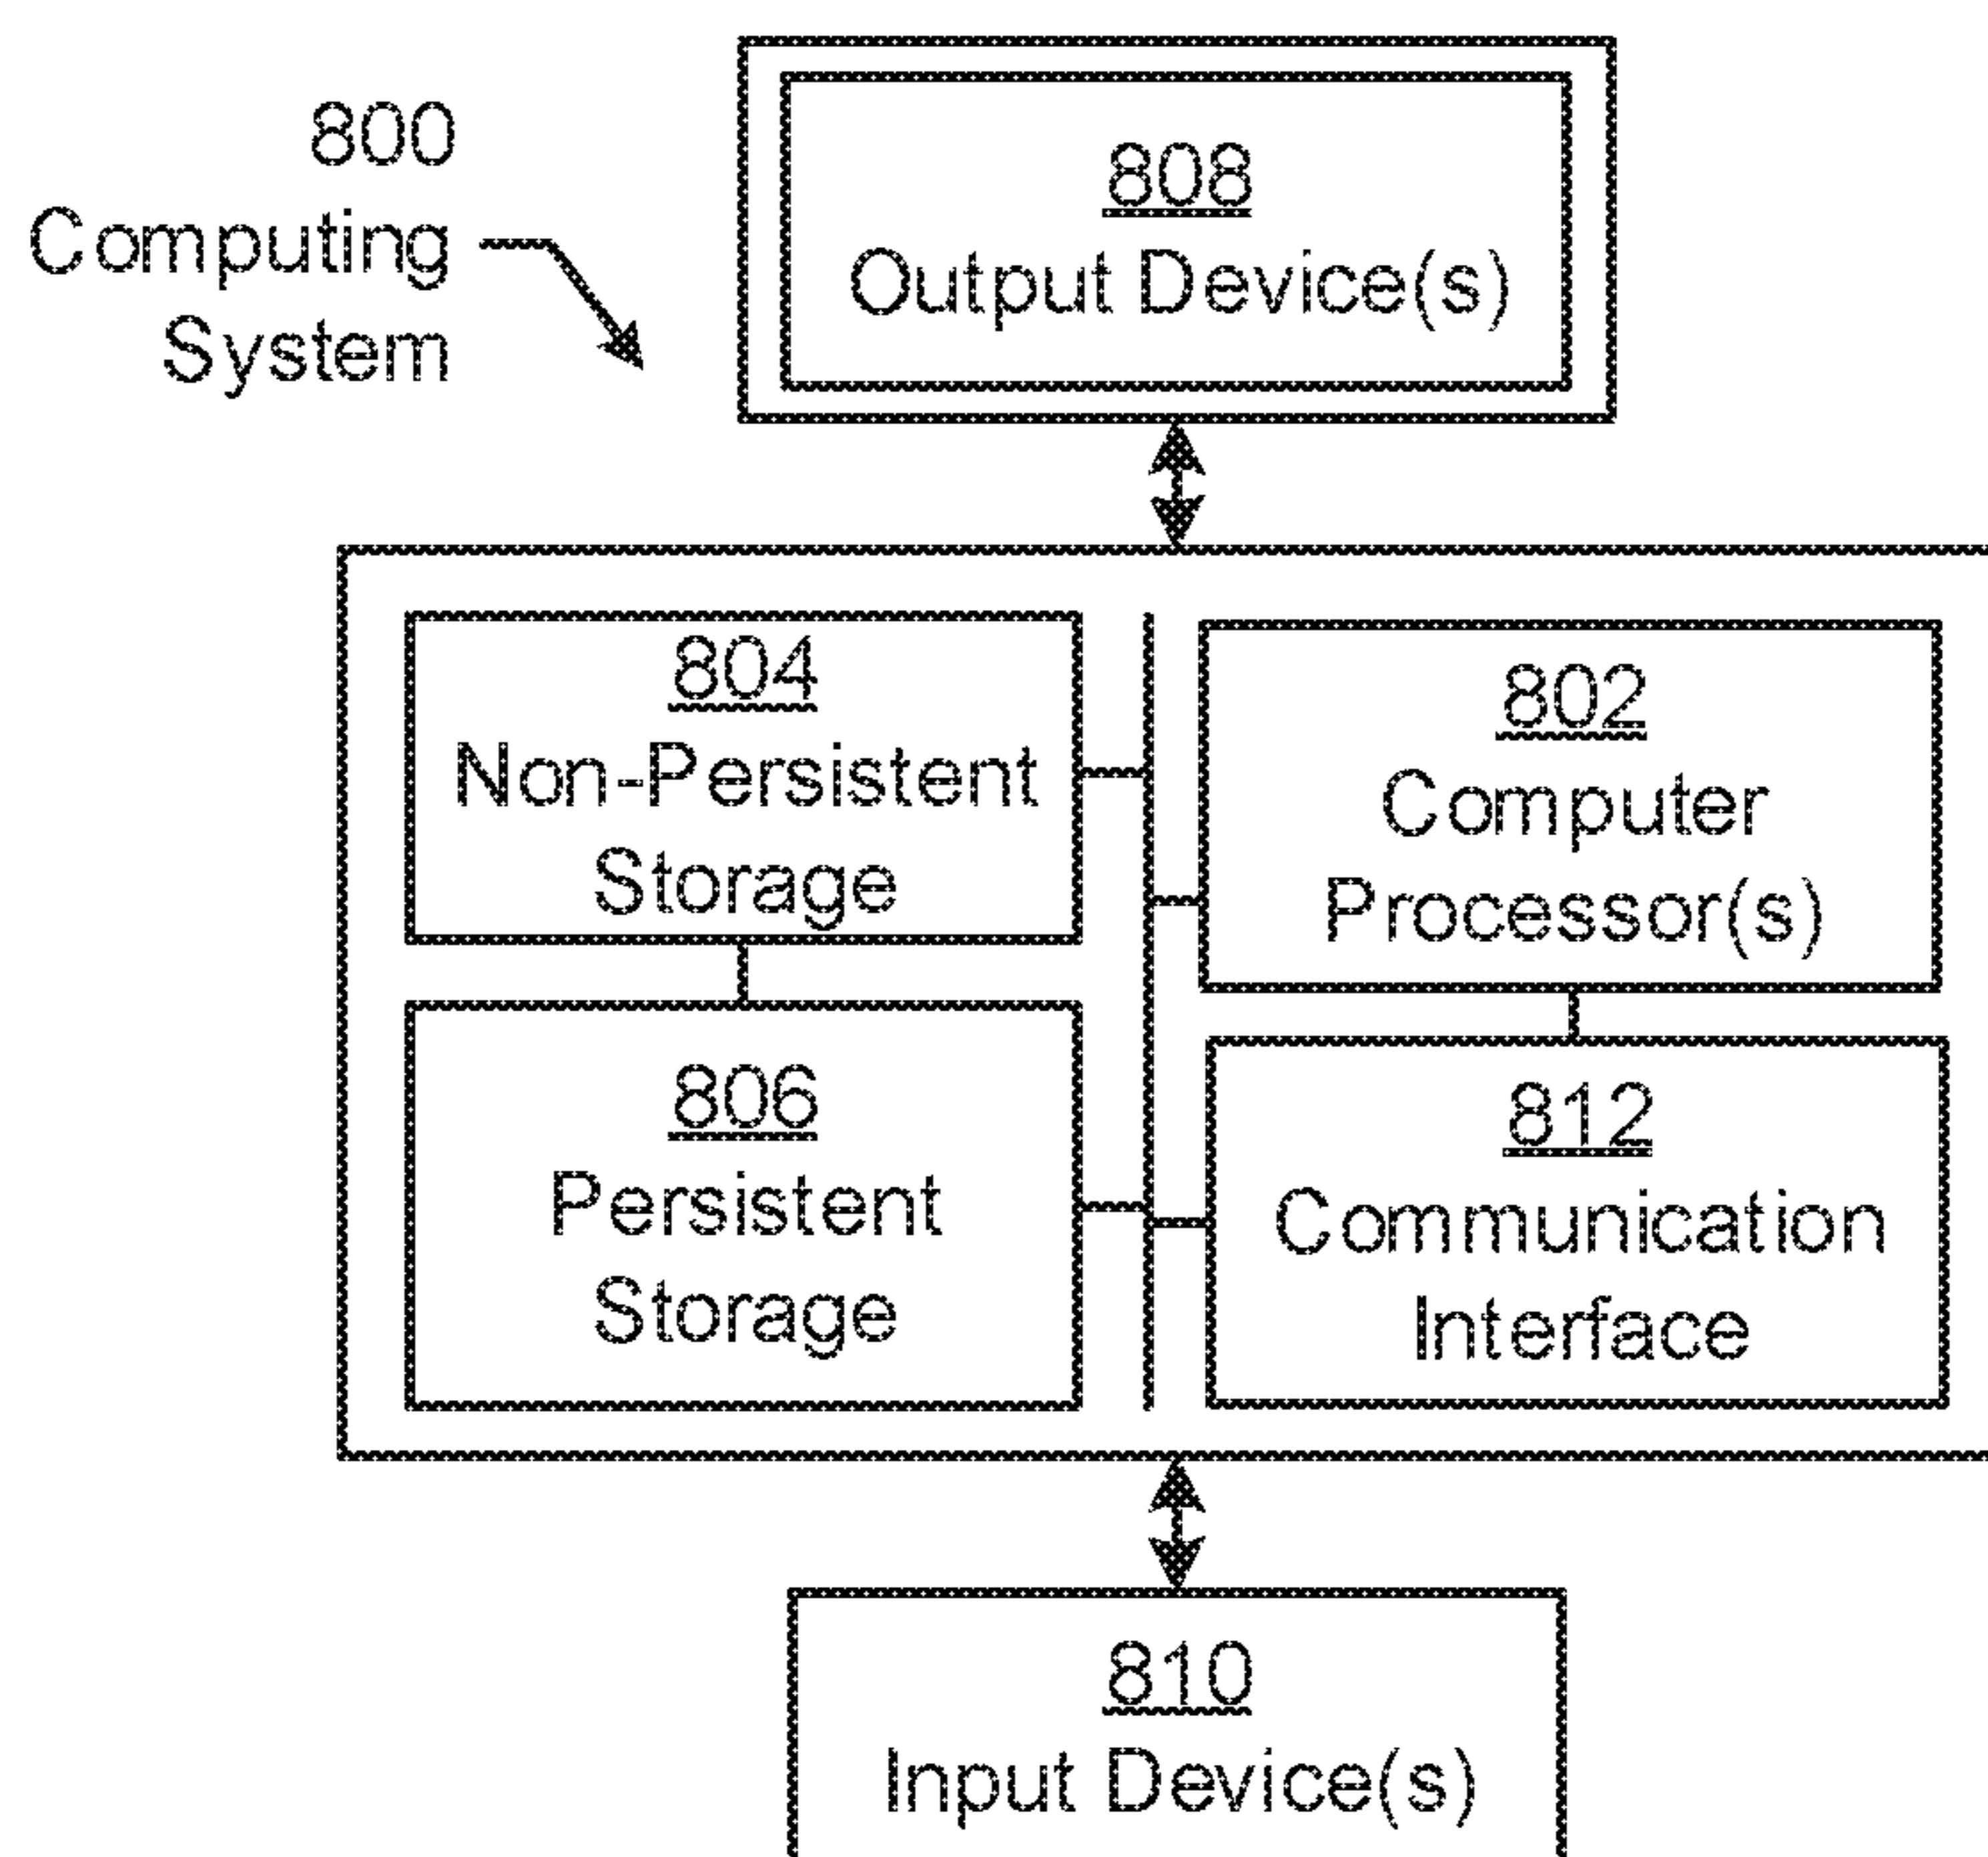 800
Computing
System
808
Output Device(s)
804
Non-Persistent
Storage
802
Computer
Processor(s)
806
Persistent
Storage
812
Communication
Interface
810
Input Device(s)